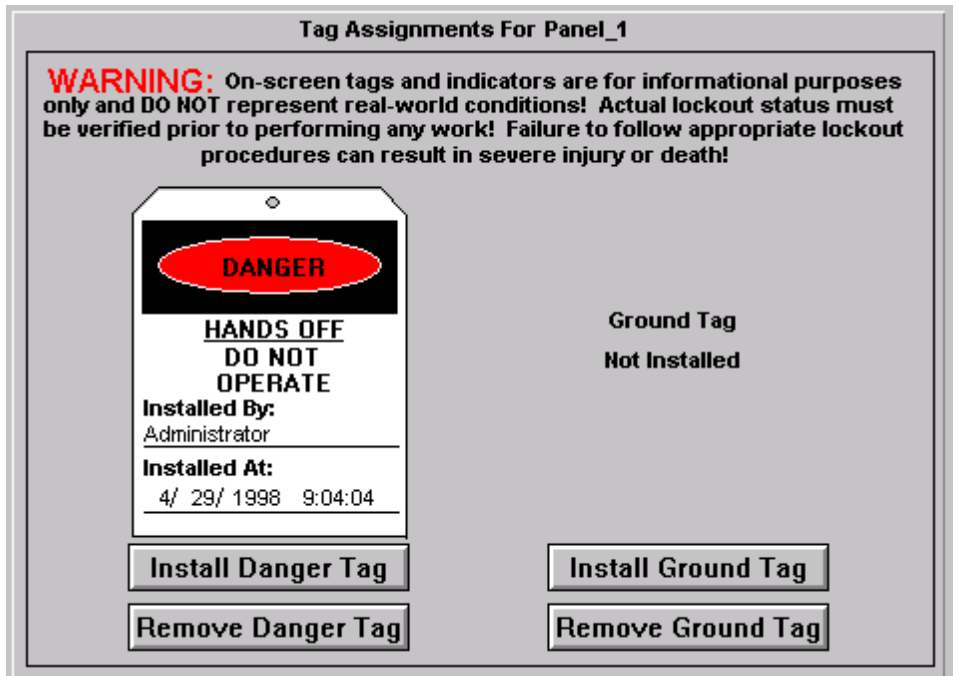 Tag Assignments For Panel_1
WARNING: On-screen tags and indicators are for informational purposes
only and DO NOT represent real-world conditions! Actual lockout status must
be verified prior to performing any work! Failure to follow appropriate lockout
procedures can result in severe injury or death!
DANGER
HANDS OFF
DO NOT
OPERATE
Installed By:
Administrator
Installed At:
4/ 29/ 1998 9:04:04
Ground Tag
Not Installed
Install Danger Tag
Install Ground Tag
Remove Danger Tag
Remove Ground Tag